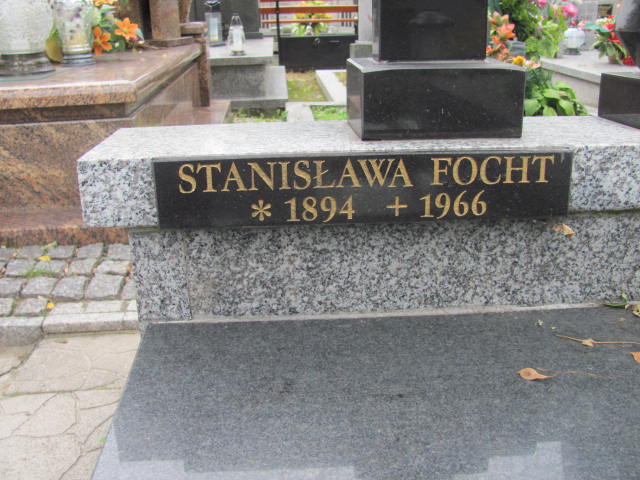 STANISŁAWA FOCHT
* 1894 + 1966